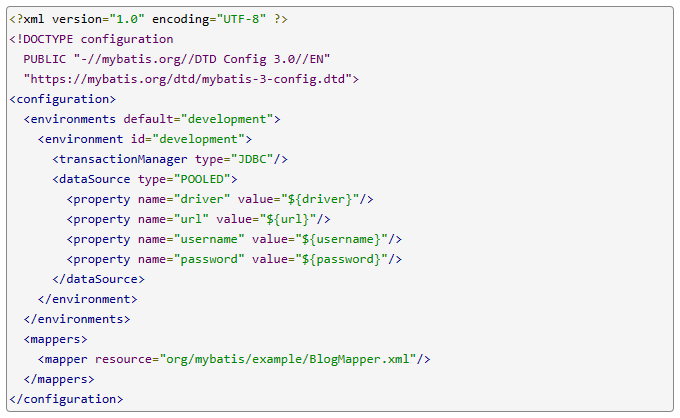 <?xml version="1.0" encoding="UTF-8" ?>
<!DOCTYPE configuration
  PUBLIC "-//mybatis.org//DTD Config 3.0//EN"
  "https://mybatis.org/dtd/mybatis-3-config.dtd">
<configuration>
  <environments default="development">
    <environment id="development">
      <transactionManager type="JDBC"/>
      <dataSource type="POOLED">
        <property name="driver" value="${driver}"/>
        <property name="url" value="${url}"/>
        <property name="username" value="${username}"/>
        <property name="password" value="${password}"/>
      </dataSource>
    </environment>
  </environments>
  <mappers>
    <mapper resource="org/mybatis/example/BlogMapper.xml"/>
  </mappers>
</configuration>